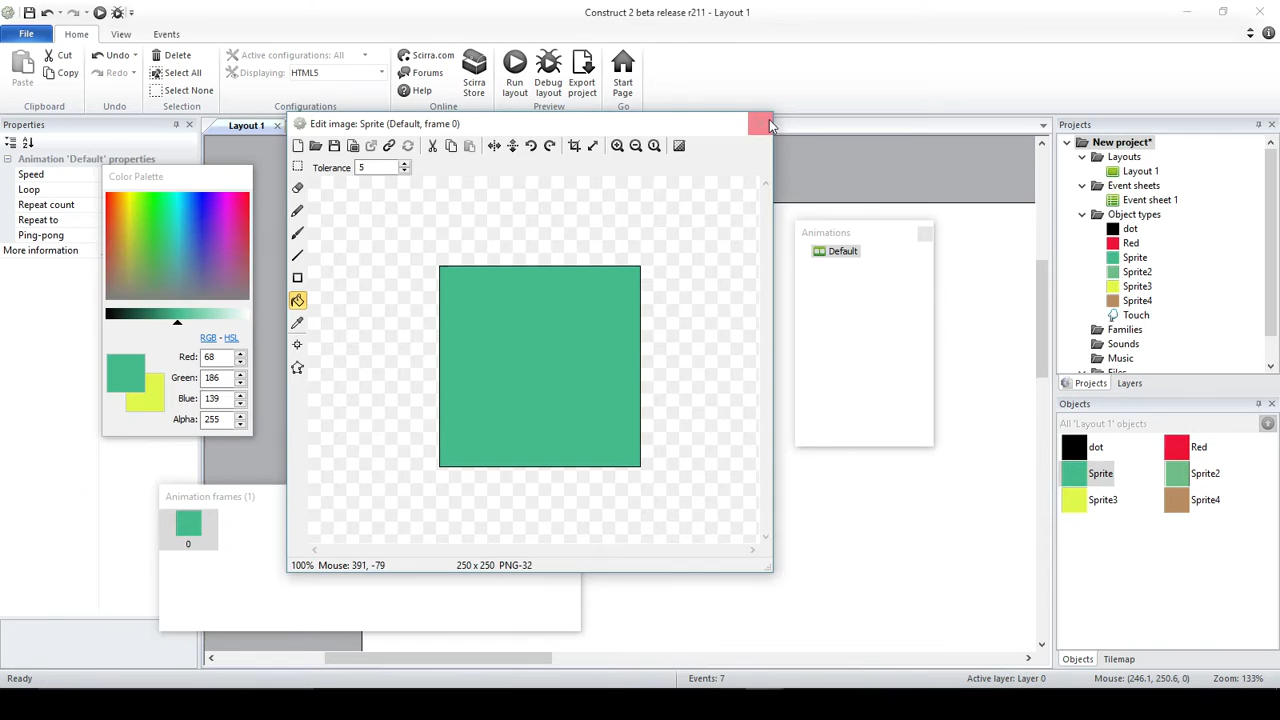 Construct 2 beta release r211 - Layout 1
File Home View Events
Paste Cut Copy
Clipboard
Undo Redo
Undo
Delete Select All Select None
Selection
Active configurations: All
Displaying: HTML5
Configurations
Scirra.com Forums Help
Scirra Store
Online
Run layout Debug layout Export project
Preview
Start Page
Go
Properties
Animation 'Default' properties
Speed
Loop
Repeat count
Repeat to
Ping-pong
More information
Color Palette
RGB - HSL
Red: 68
Green: 186
Blue: 139
Alpha: 255
Animation frames (1)
0
Layout 1
Edit image: Sprite (Default, frame 0)
Tolerance 5
100% Mouse: 391, -79 250 x 250 PNG-32
Animations
Default
Projects
New project*
Layouts
Layout 1
Event sheets
Event sheet 1
Object types
dot
Red
Sprite
Sprite2
Sprite3
Sprite4
Touch
Families
Sounds
Music
Files
Projects Layers
Objects
All 'Layout 1' objects
dot Red
Sprite Sprite2
Sprite3 Sprite4
Objects Tilemap
Ready Events: 7 Active layer: Layer 0 Mouse: (246.1, 250.6, 0) Zoom: 133%